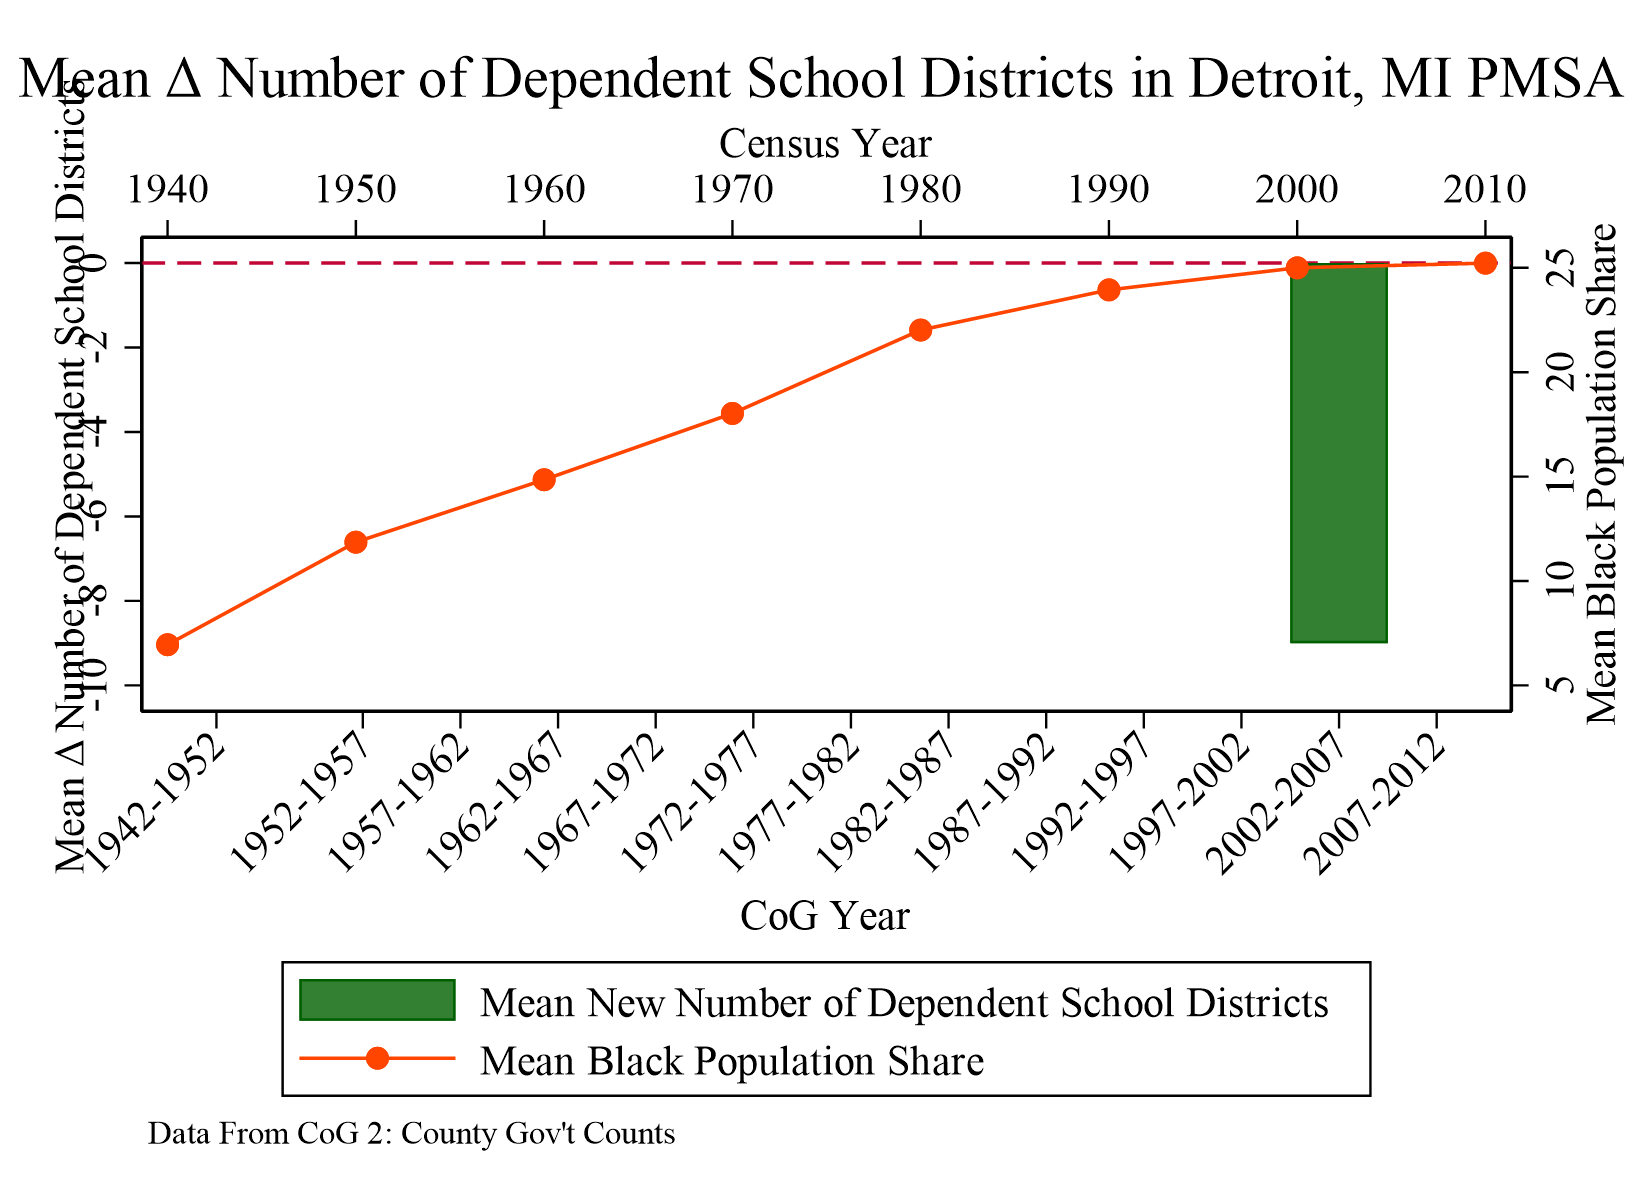 Mean Δ Number of Dependent School Districts in Detroit, MI PMSA
Census Year
1940 1950 1960 1970 1980 1990 2000 2010
Mean Δ Number of Dependent School Districts
0
-2
-4
-6
-8
-10
25
20
15
10
5
Mean Black Population Share
1942-1952 1952-1957 1957-1962 1962-1967 1967-1972 1972-1977 1977-1982 1982-1987 1987-1992 1992-1997 1997-2002 2002-2007 2007-2012
CoG Year
Mean New Number of Dependent School Districts
Mean Black Population Share
Data From CoG 2: County Gov't Counts